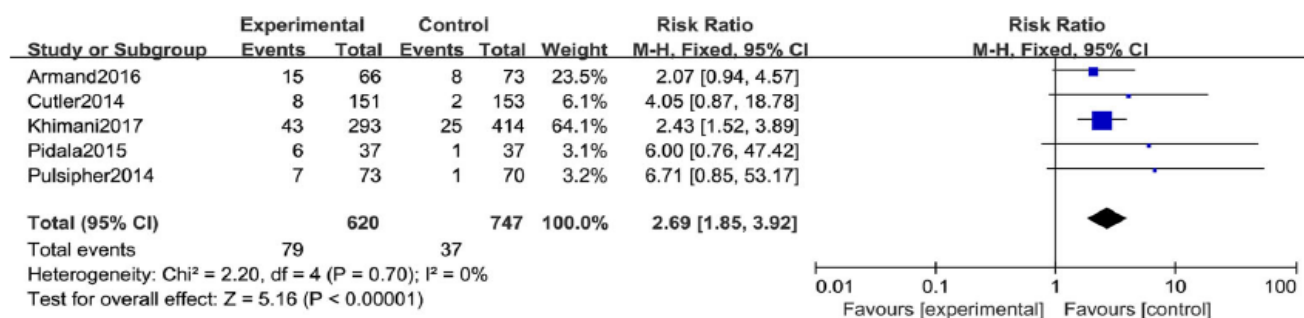 Experimental Control Risk Ratio Risk Ratio
Study or Subgroup Events Total Events Total Weight M-H, Fixed, 95% CI M-H, Fixed, 95% CI
Armand2016 15 66 8 73 23.5% 2.07 [0.94, 4.57]
Cutler2014 8 151 2 153 6.1% 4.05 [0.87, 18.78]
Khimani2017 43 293 25 414 64.1% 2.43 [1.52, 3.89]
Pidala2015 6 37 1 37 3.1% 6.00 [0.76, 47.42]
Pulsipher2014 7 73 1 70 3.2% 6.71 [0.85, 53.17]
Total (95% CI) 620 747 100.0% 2.69 [1.85, 3.92]
Total events 79 37
Heterogeneity: Chi² = 2.20, df = 4 (P = 0.70); I² = 0%
Test for overall effect: Z = 5.16 (P < 0.00001)
0.01 0.1 1 10 100
Favours [experimental] Favours [control]